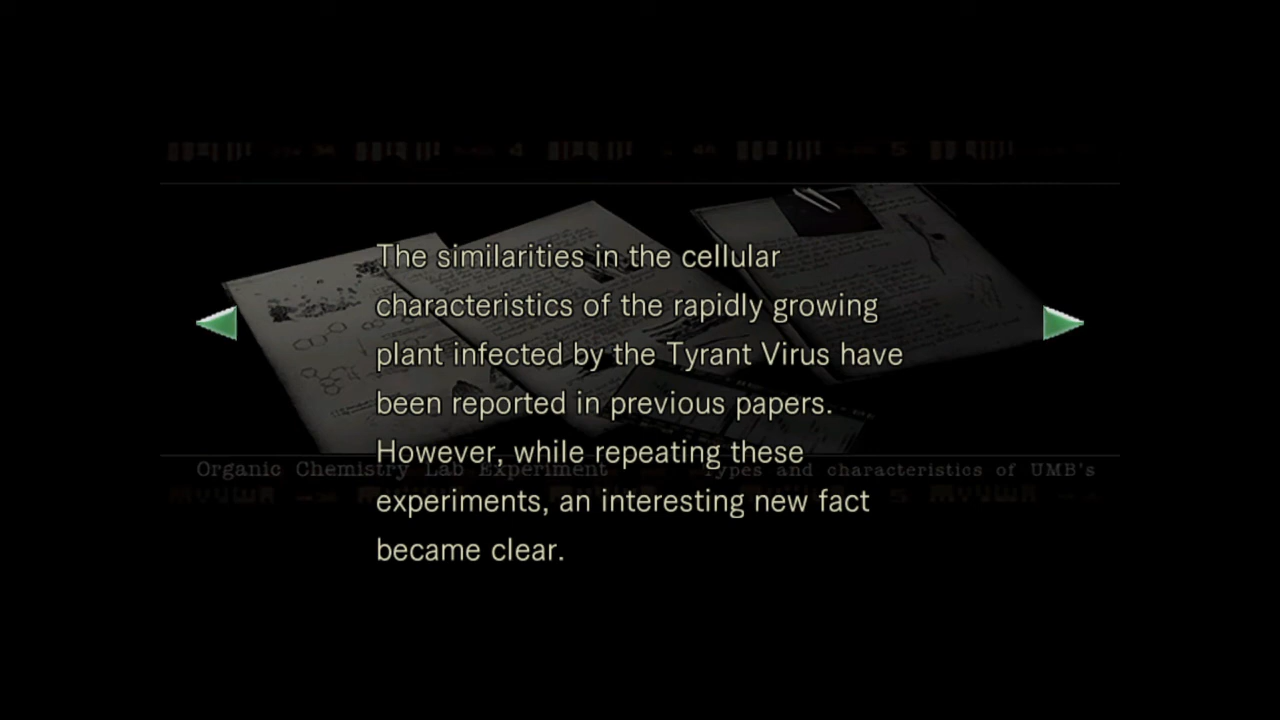 The similarities in the cellular
characteristics of the rapidly growing
plant infected by the Tyrant Virus have
been reported in previous papers.
However, while repeating these
Organic Chemistry Lab Experiment
Types and characteristics of UMB's
experiments, an interesting new fact
became clear.